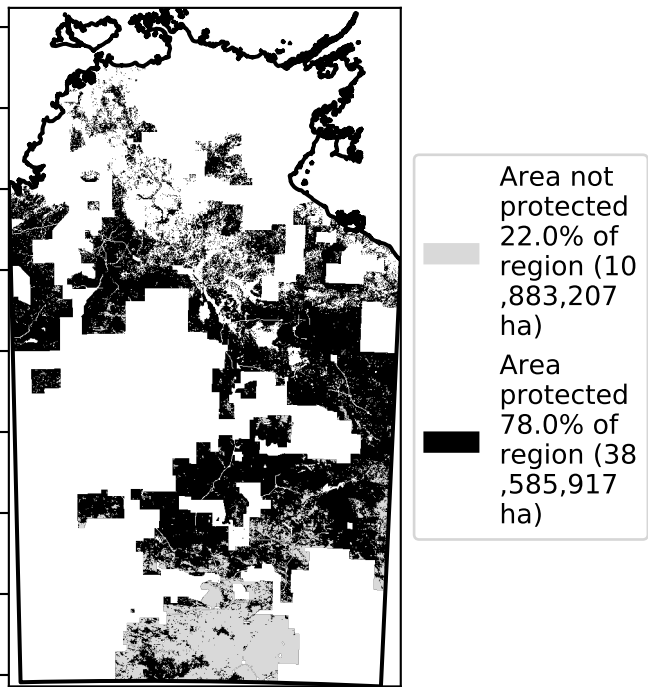 Area not
protected
22.0% of
region (10
,883,207
ha)
Area
protected
78.0% of
region (38
,585,917
ha)